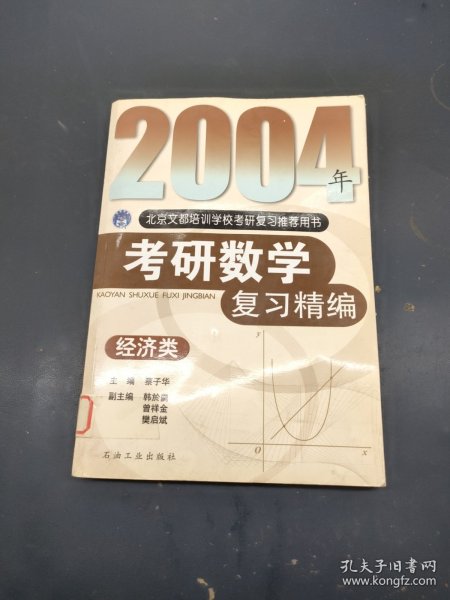 2004年
北京文都培训学校考研复习推荐用书
考研数学
KAOYAN SHUXUE FUXI JINGBIAN
复习精编
经济类
主 编 蔡子华
副主编 韩於羹
曾祥金
樊启斌
y
O
x
石油工业出版社
孔夫子旧书网
www.kongfz.com